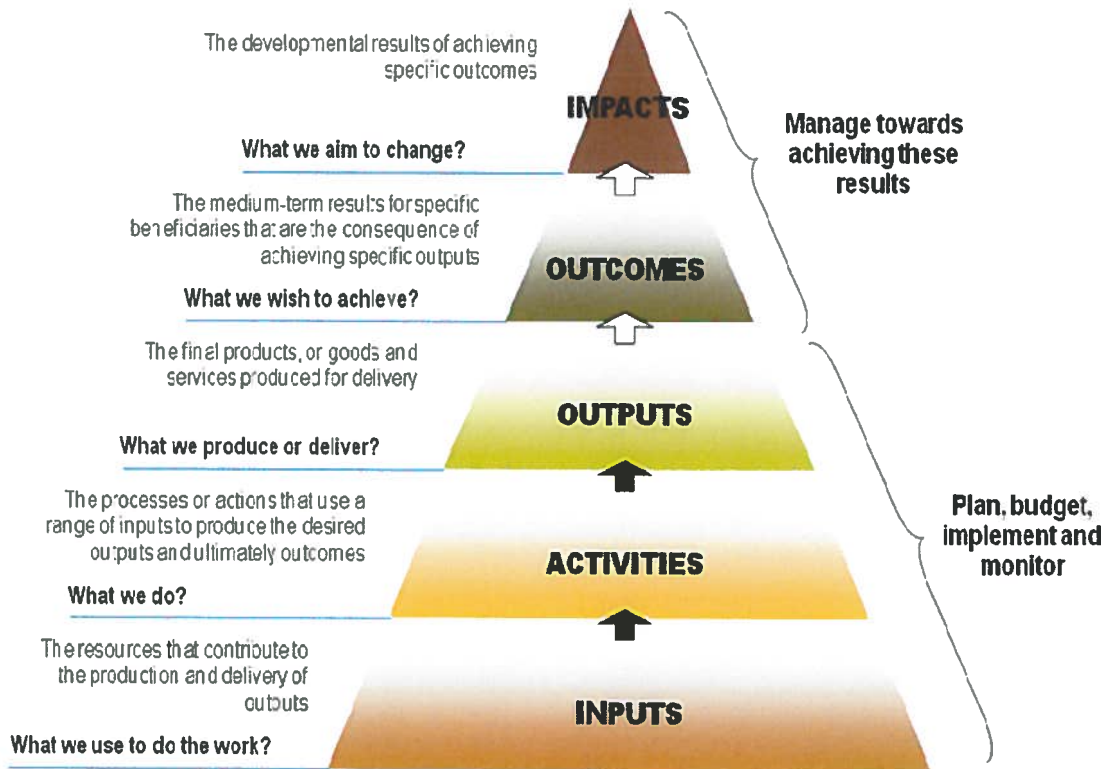 The developmental results of achieving
specific outcomes
IMPACTS
What we aim to change?
Manage towards
achieving these
results
The medium-term results for specific
beneficiaries that are the consequence of
achieving specific outputs
OUTCOMES
What we wish to achieve?
The final products, or goods and
services produced for delivery
OUTPUTS
What we produce or deliver?
The processes or actions that use a
range of inputs to produce the desired
outputs and ultimately outcomes
ACTIVITIES
What we do?
Plan, budget,
implement and
monitor
The resources that contribute to
the production and delivery of
outputs
INPUTS
What we use to do the work?